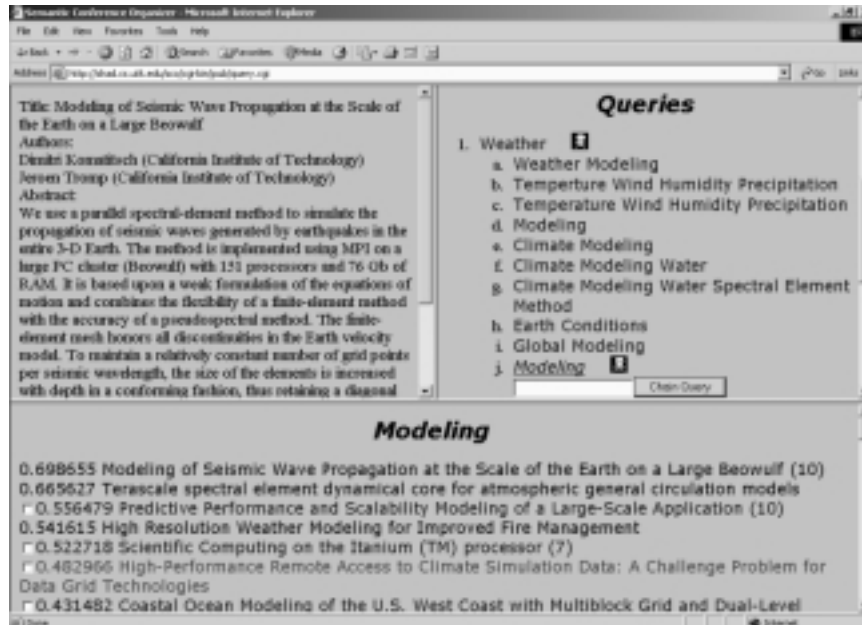 Semantic Conference Organizer - Microsoft Internet Explorer
File Edit View Favorites Tools Help
Back Search Favorites Media
Address
Go Links
Title: Modeling of Seismic Wave Propagation at the Scale of
the Earth on a Large Beowulf
Authors:
Dimitri Komatitsch (California Institute of Technology)
Jeroen Tromp (California Institute of Technology)
Abstract:
We use a parallel spectral-element method to simulate the
propagation of seismic waves generated by earthquakes in the
entire 3-D Earth. The method is implemented using MPI on a
large PC cluster (Beowulf) with 151 processors and 76 Gb of
RAM. It is based upon a weak formulation of the equations of
motion and combines the flexibility of a finite-element method
with the accuracy of a pseudospectral method. The finite-
element mesh honors all discontinuities in the Earth velocity
model. To maintain a relatively constant number of grid points
per seismic wavelength, the size of the elements is increased
with depth in a conforming fashion, thus retaining a diagonal
Queries
1. Weather
a. Weather Modeling
b. Temperture Wind Humidity Precipitation
c. Temperature Wind Humidity Precipitation
d. Modeling
e. Climate Modeling
f. Climate Modeling Water
g. Climate Modeling Water Spectral Element
Method
h. Earth Conditions
i. Global Modeling
j. Modeling
Chain Query
Modeling
0.698655 Modeling of Seismic Wave Propagation at the Scale of the Earth on a Large Beowulf (10)
0.665627 Terascale spectral element dynamical core for atmospheric general circulation models
0.556479 Predictive Performance and Scalability Modeling of a Large-Scale Application (10)
0.541615 High Resolution Weather Modeling for Improved Fire Management
0.522718 Scientific Computing on the Itanium (TM) processor (7)
0.482966 High-Performance Remote Access to Climate Simulation Data: A Challenge Problem for
Data Grid Technologies
0.431482 Coastal Ocean Modeling of the U.S. West Coast with Multiblock Grid and Dual-Level
Done
Internet